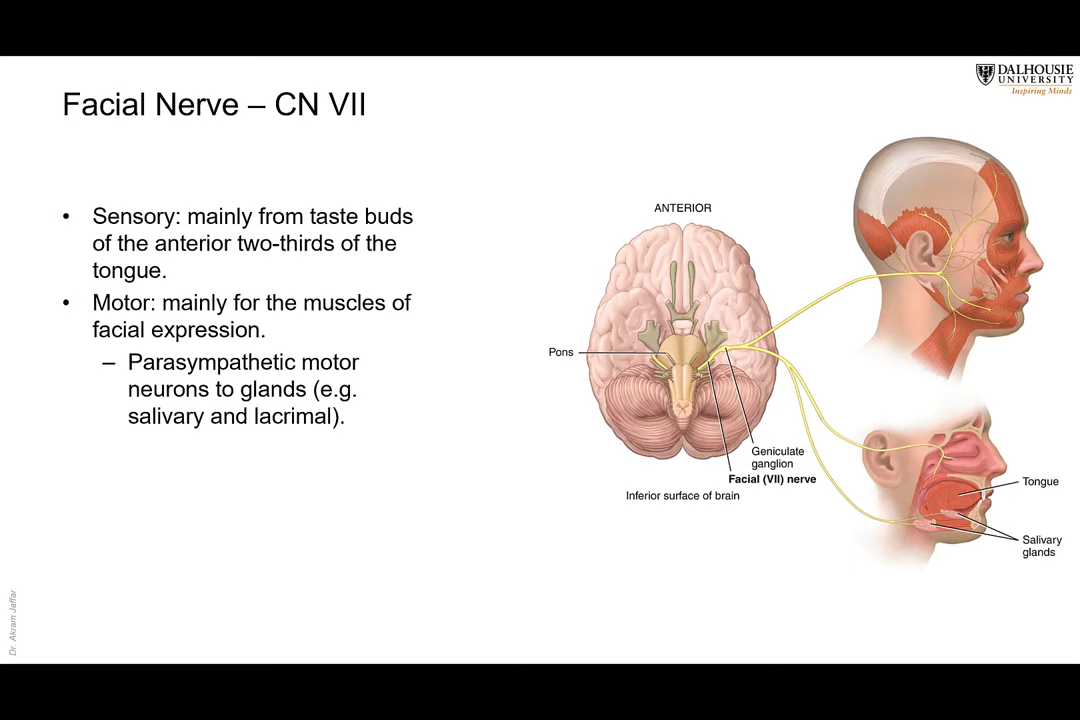 DALHOUSIE
UNIVERSITY
Inspiring Minds
Facial Nerve – CN VII
• Sensory: mainly from taste buds
of the anterior two-thirds of the
tongue.
• Motor: mainly for the muscles of
facial expression.
– Parasympathetic motor
neurons to glands (e.g.
salivary and lacrimal).
ANTERIOR
Pons
Geniculate
ganglion
Facial (VII) nerve
Inferior surface of brain
Tongue
Salivary
glands
Dr. Akram Jaffar